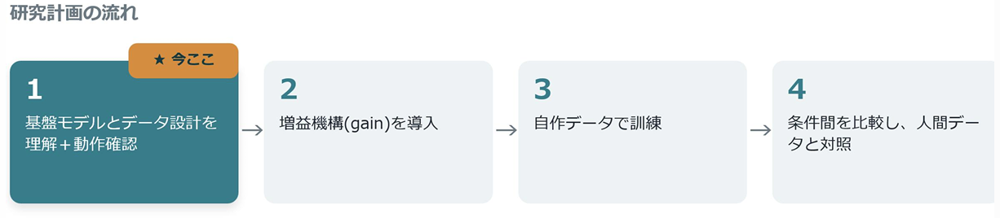 研究計画の流れ
★ 今ここ
1
基盤モデルとデータ設計を
理解＋動作確認
→
2
増益機構(gain)を導入
→
3
自作データで訓練
→
4
条件間を比較し、人間デー
タと対照